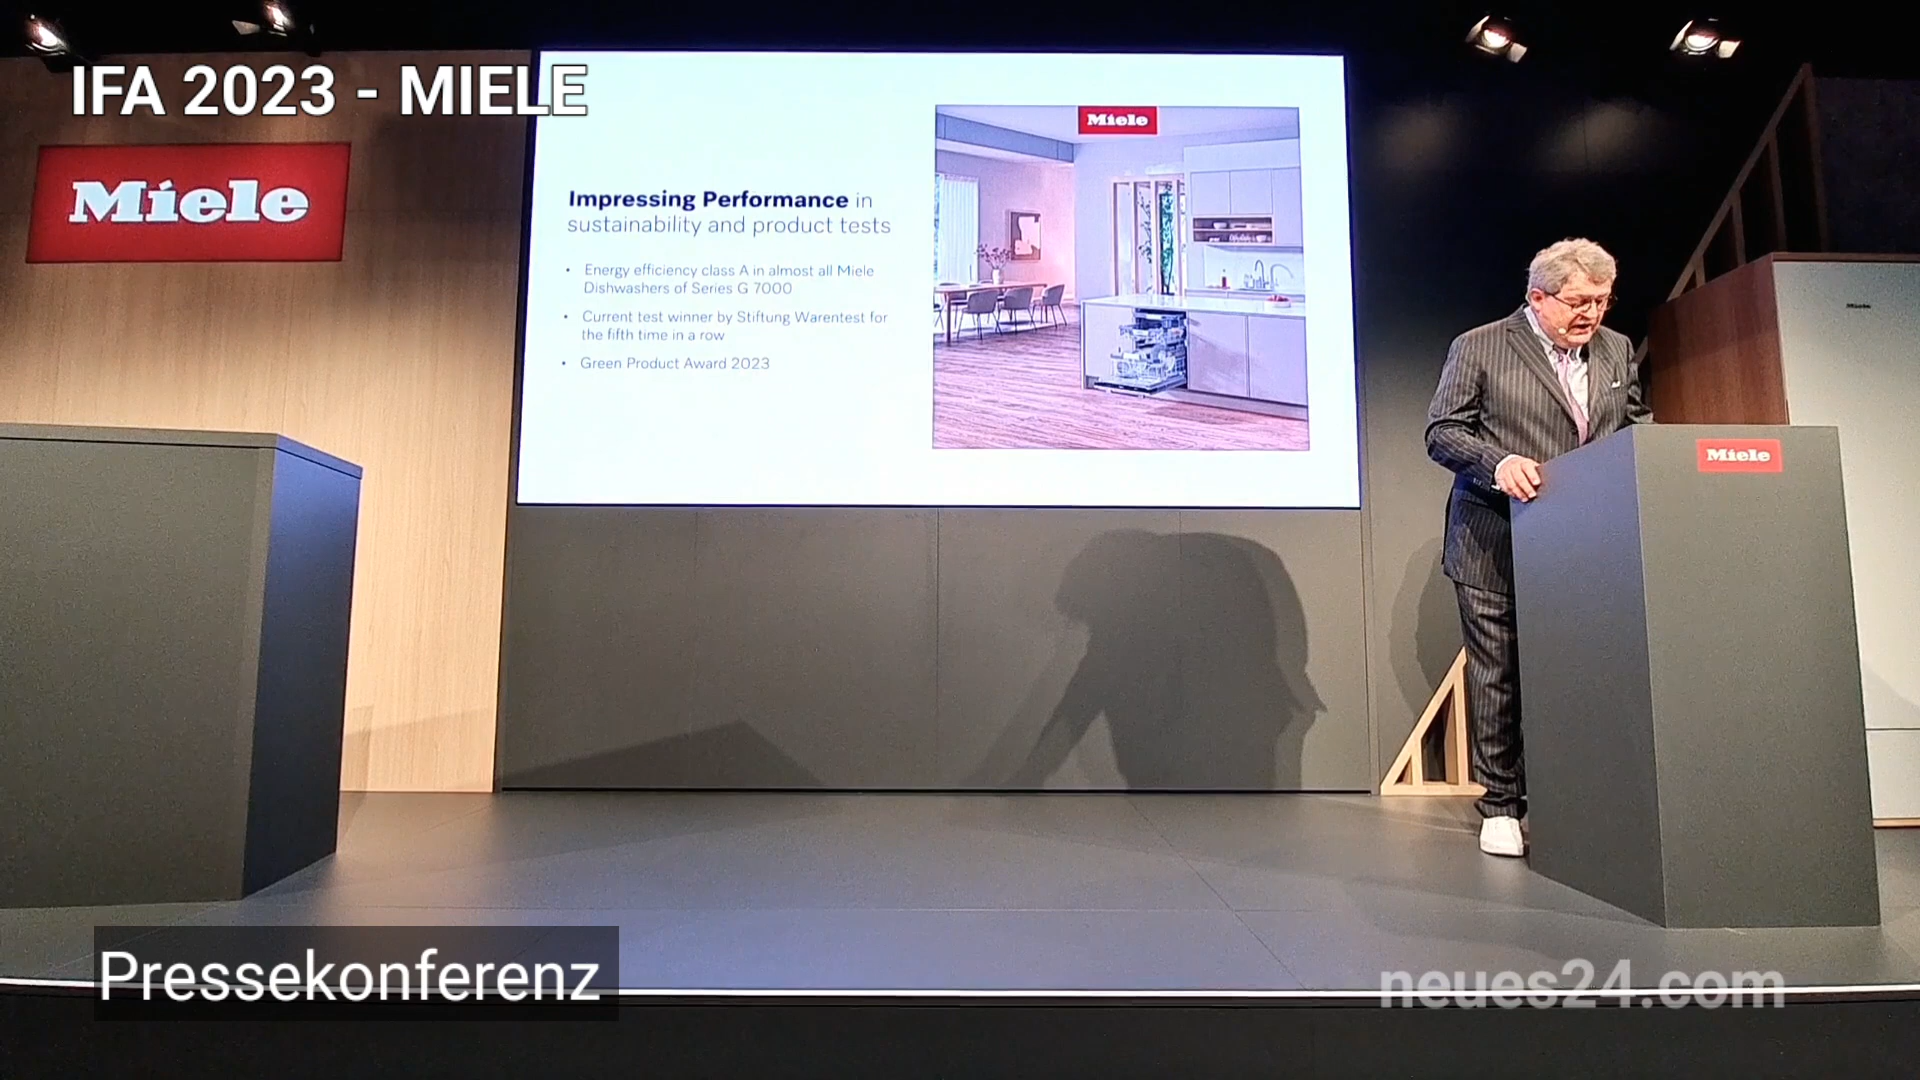 IFA 2023 - MIELE
Miele
Miele
Impressing Performance in
sustainability and product tests
• Energy efficiency class A in almost all Miele
Dishwashers of Series G 7000
• Current test winner by Stiftung Warentest for
the fifth time in a row
• Green Product Award 2023
Miele
Miele
Pressekonferenz
neues24.com